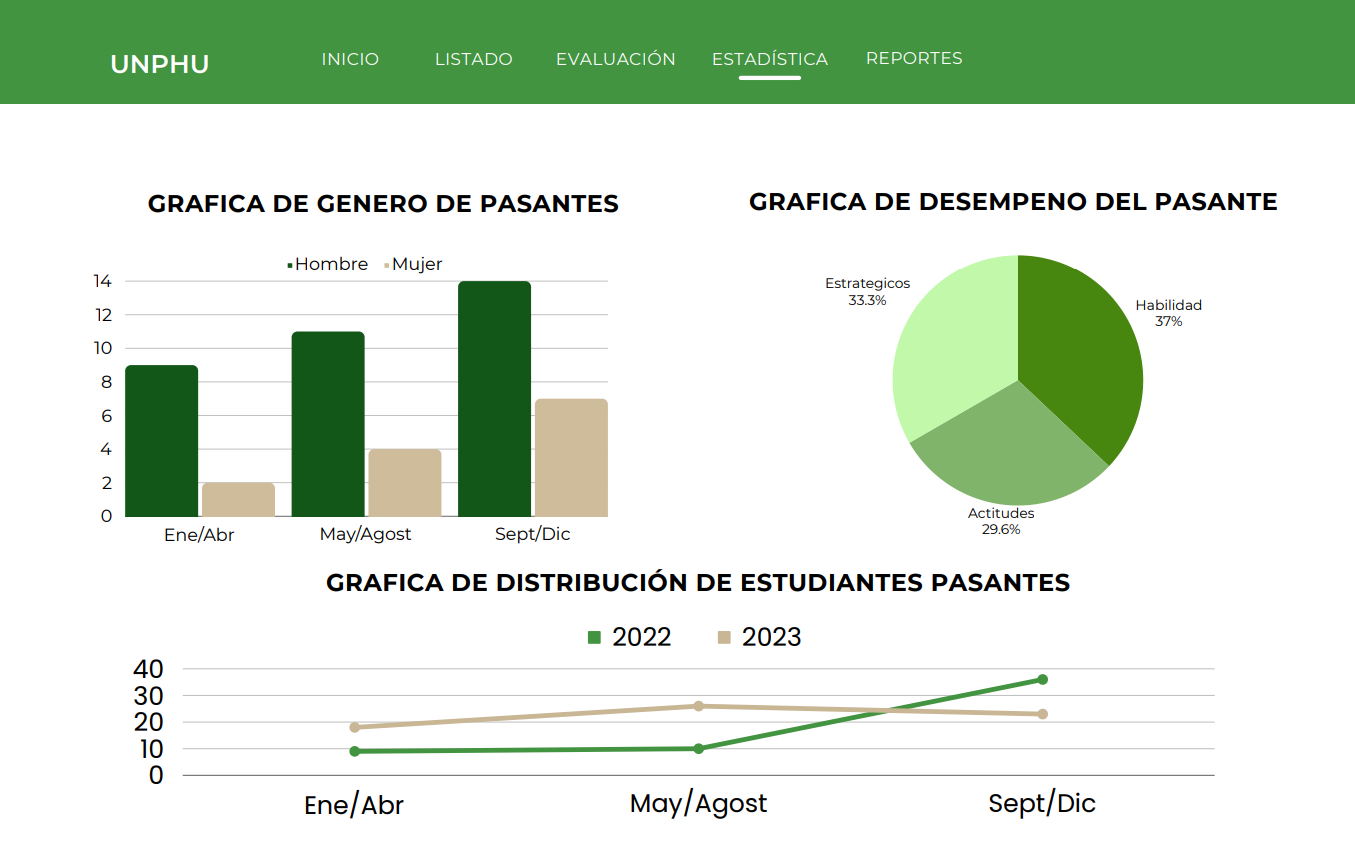 UNPHU
INICIO
LISTADO
EVALUACIÓN
ESTADÍSTICA
REPORTES
GRAFICA DE GENERO DE PASANTES
Hombre
Mujer
14
12
10
8
6
4
2
0
Ene/Abr
May/Agost
Sept/Dic
GRAFICA DE DESEMPENO DEL PASANTE
Estrategicos
33.3%
Habilidad
37%
Actitudes
29.6%
GRAFICA DE DISTRIBUCIÓN DE ESTUDIANTES PASANTES
2022
2023
40
30
20
10
0
Ene/Abr
May/Agost
Sept/Dic